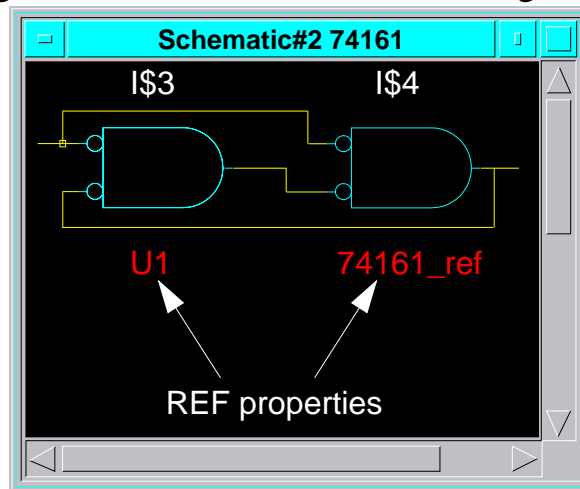 Schematic#2 74161
I$3 I$4
U1 74161_ref
REF properties